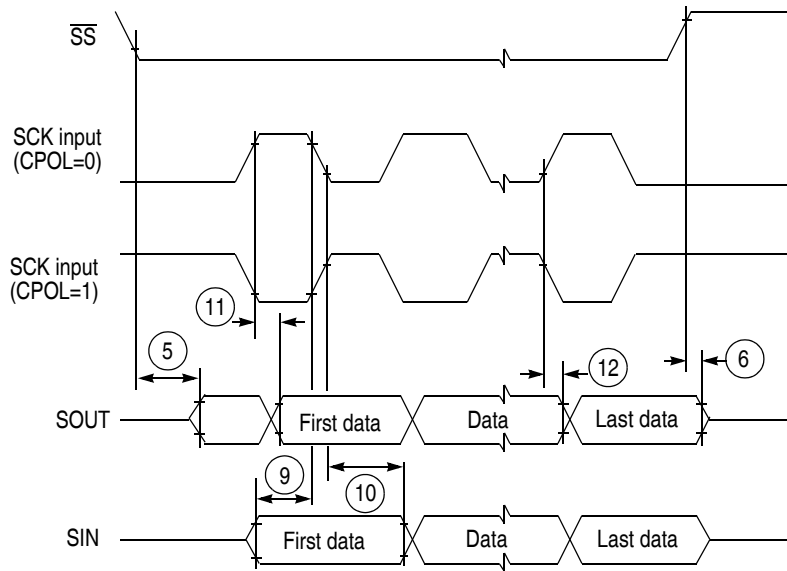 SS
SCK input
(CPOL=0)
SCK input
(CPOL=1)
11
5
12
6
SOUT
First data
Data
Last data
9
10
SIN
First data
Data
Last data